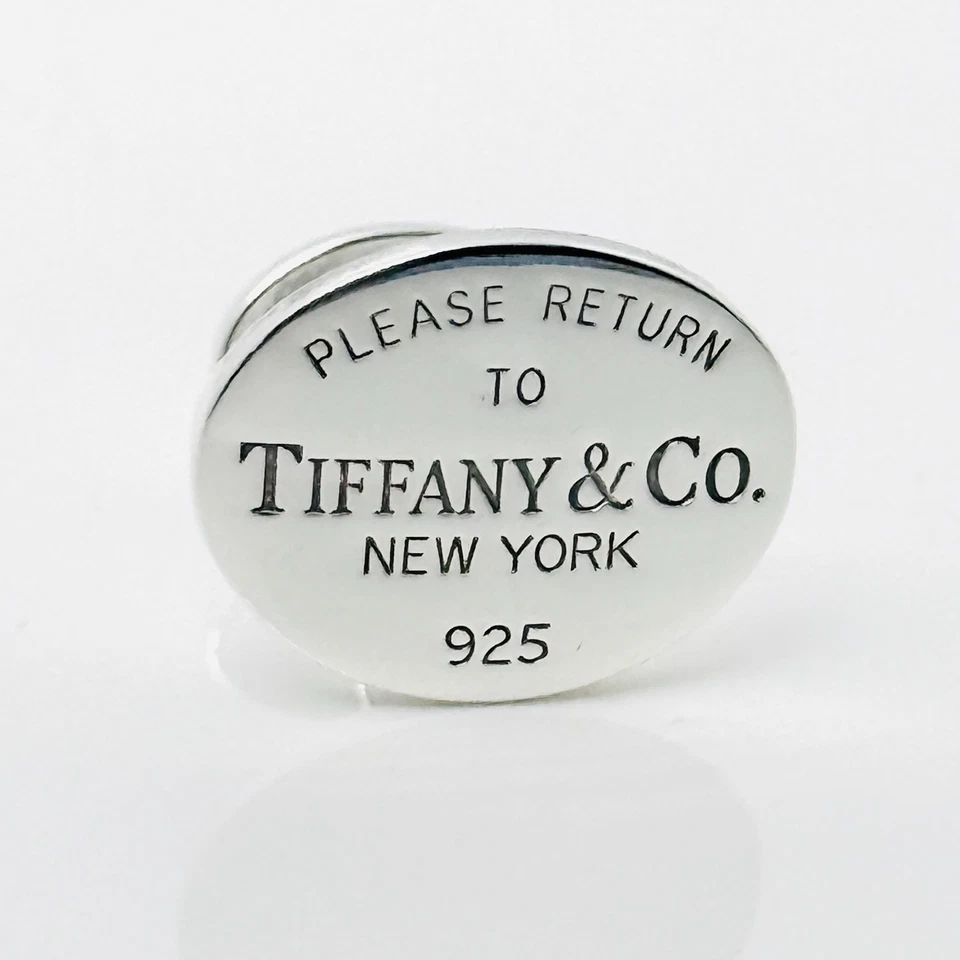 PLEASE RETURN
TO
TIFFANY & CO.
NEW YORK
925